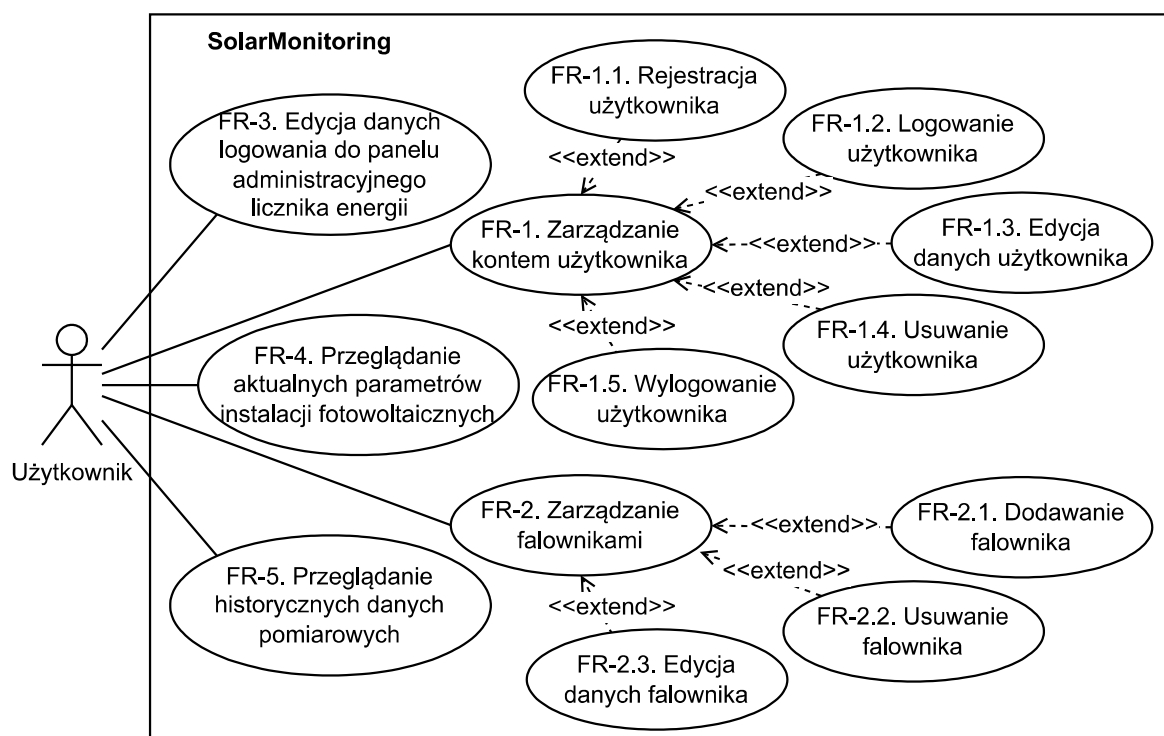 SolarMonitoring
FR-3. Edycja danych
logowania do panelu
administracyjnego
licznika energii
FR-1.1. Rejestracja
użytkownika
<<extend>>
FR-1.2. Logowanie
użytkownika
<<extend>>
FR-1. Zarządzanie
kontem użytkownika
<<extend>>
FR-1.3. Edycja
danych użytkownika
<<extend>>
FR-1.4. Usuwanie
użytkownika
<<extend>>
FR-1.5. Wylogowanie
użytkownika
FR-4. Przeglądanie
aktualnych parametrów
instalacji fotowoltaicznych
Użytkownik
FR-2. Zarządzanie
falownikami
<<extend>>
FR-2.1. Dodawanie
falownika
<<extend>>
FR-2.2. Usuwanie
falownika
<<extend>>
FR-2.3. Edycja
danych falownika
FR-5. Przeglądanie
historycznych danych
pomiarowych